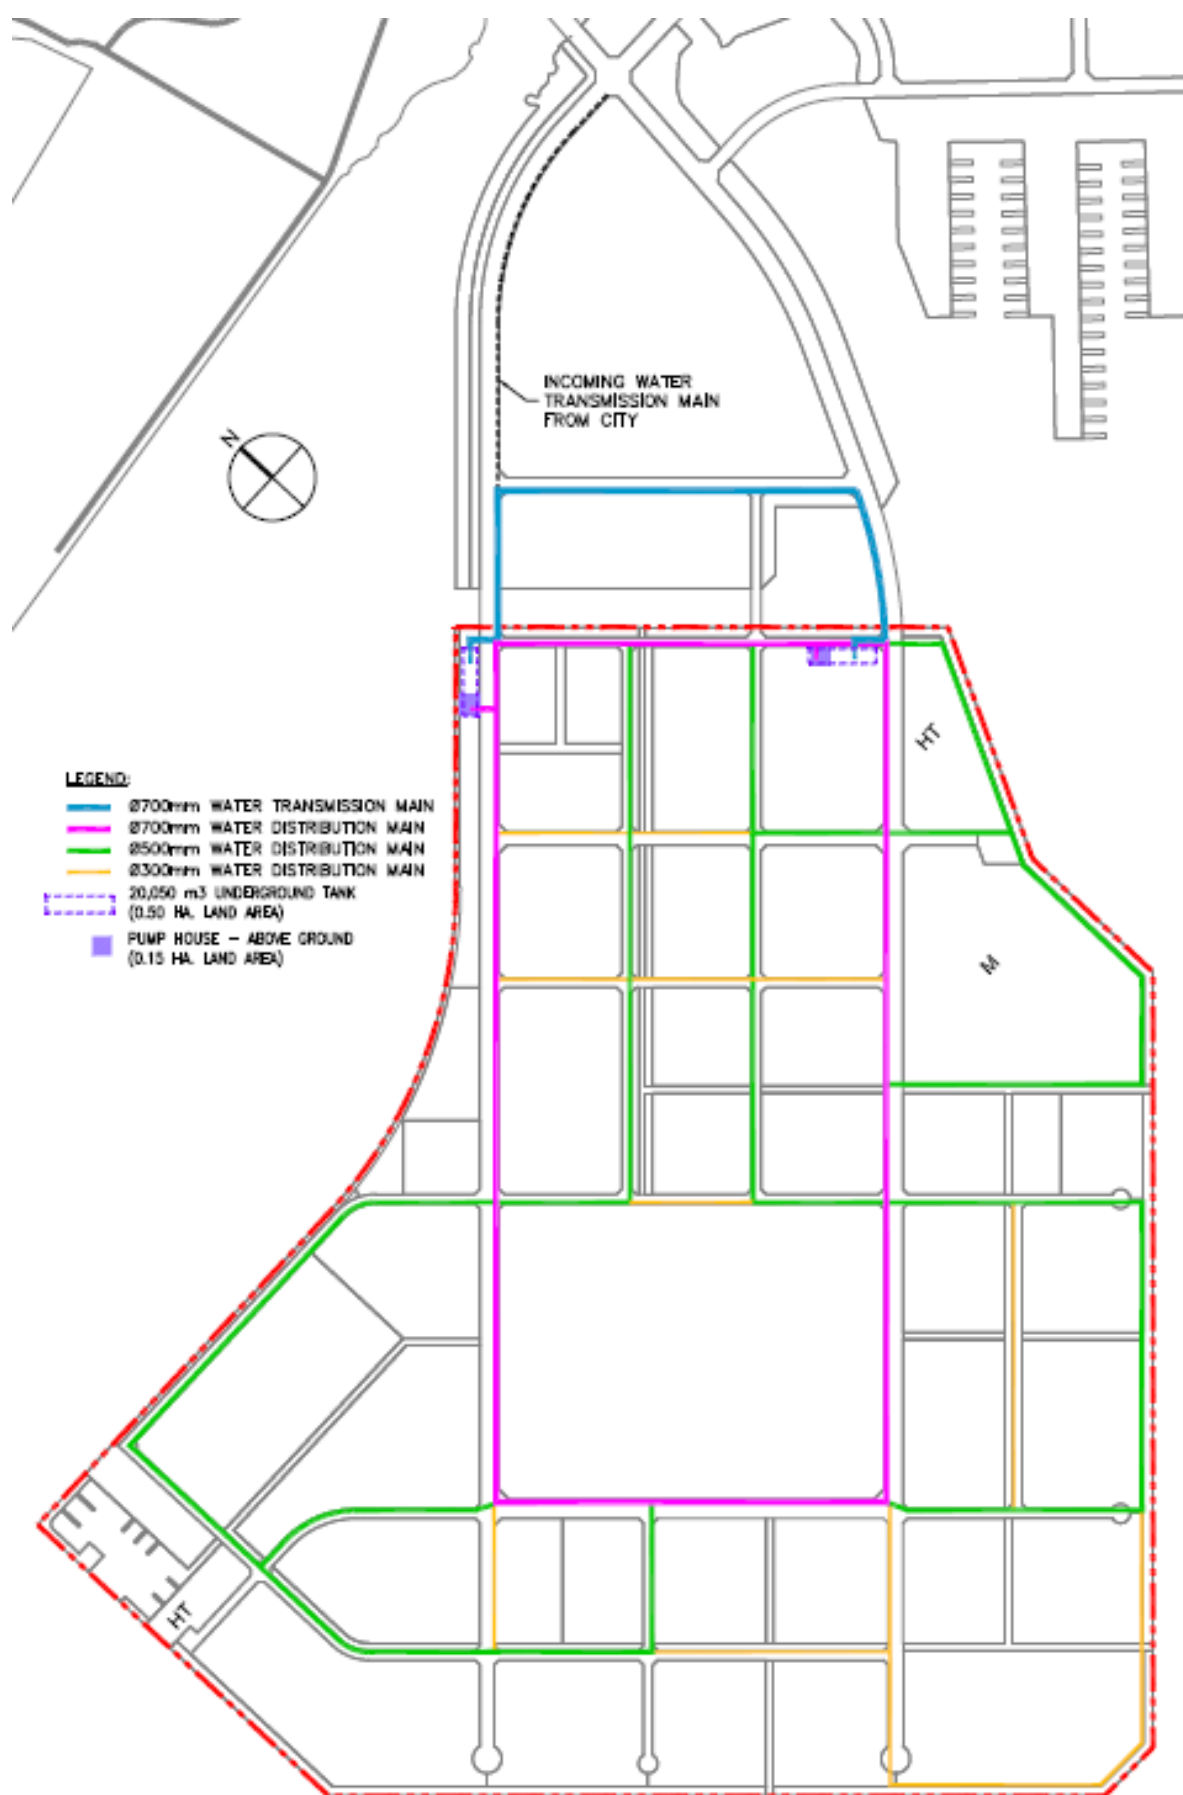 INCOMING WATER
TRANSMISSION MAIN
FROM CITY
N
HT
LEGEND:
Ø700mm WATER TRANSMISSION MAIN
Ø700mm WATER DISTRIBUTION MAIN
Ø500mm WATER DISTRIBUTION MAIN
Ø300mm WATER DISTRIBUTION MAIN
20,050 m3 UNDERGROUND TANK
(0.50 HA. LAND AREA)
PUMP HOUSE – ABOVE GROUND
(0.15 HA. LAND AREA)
M
HT